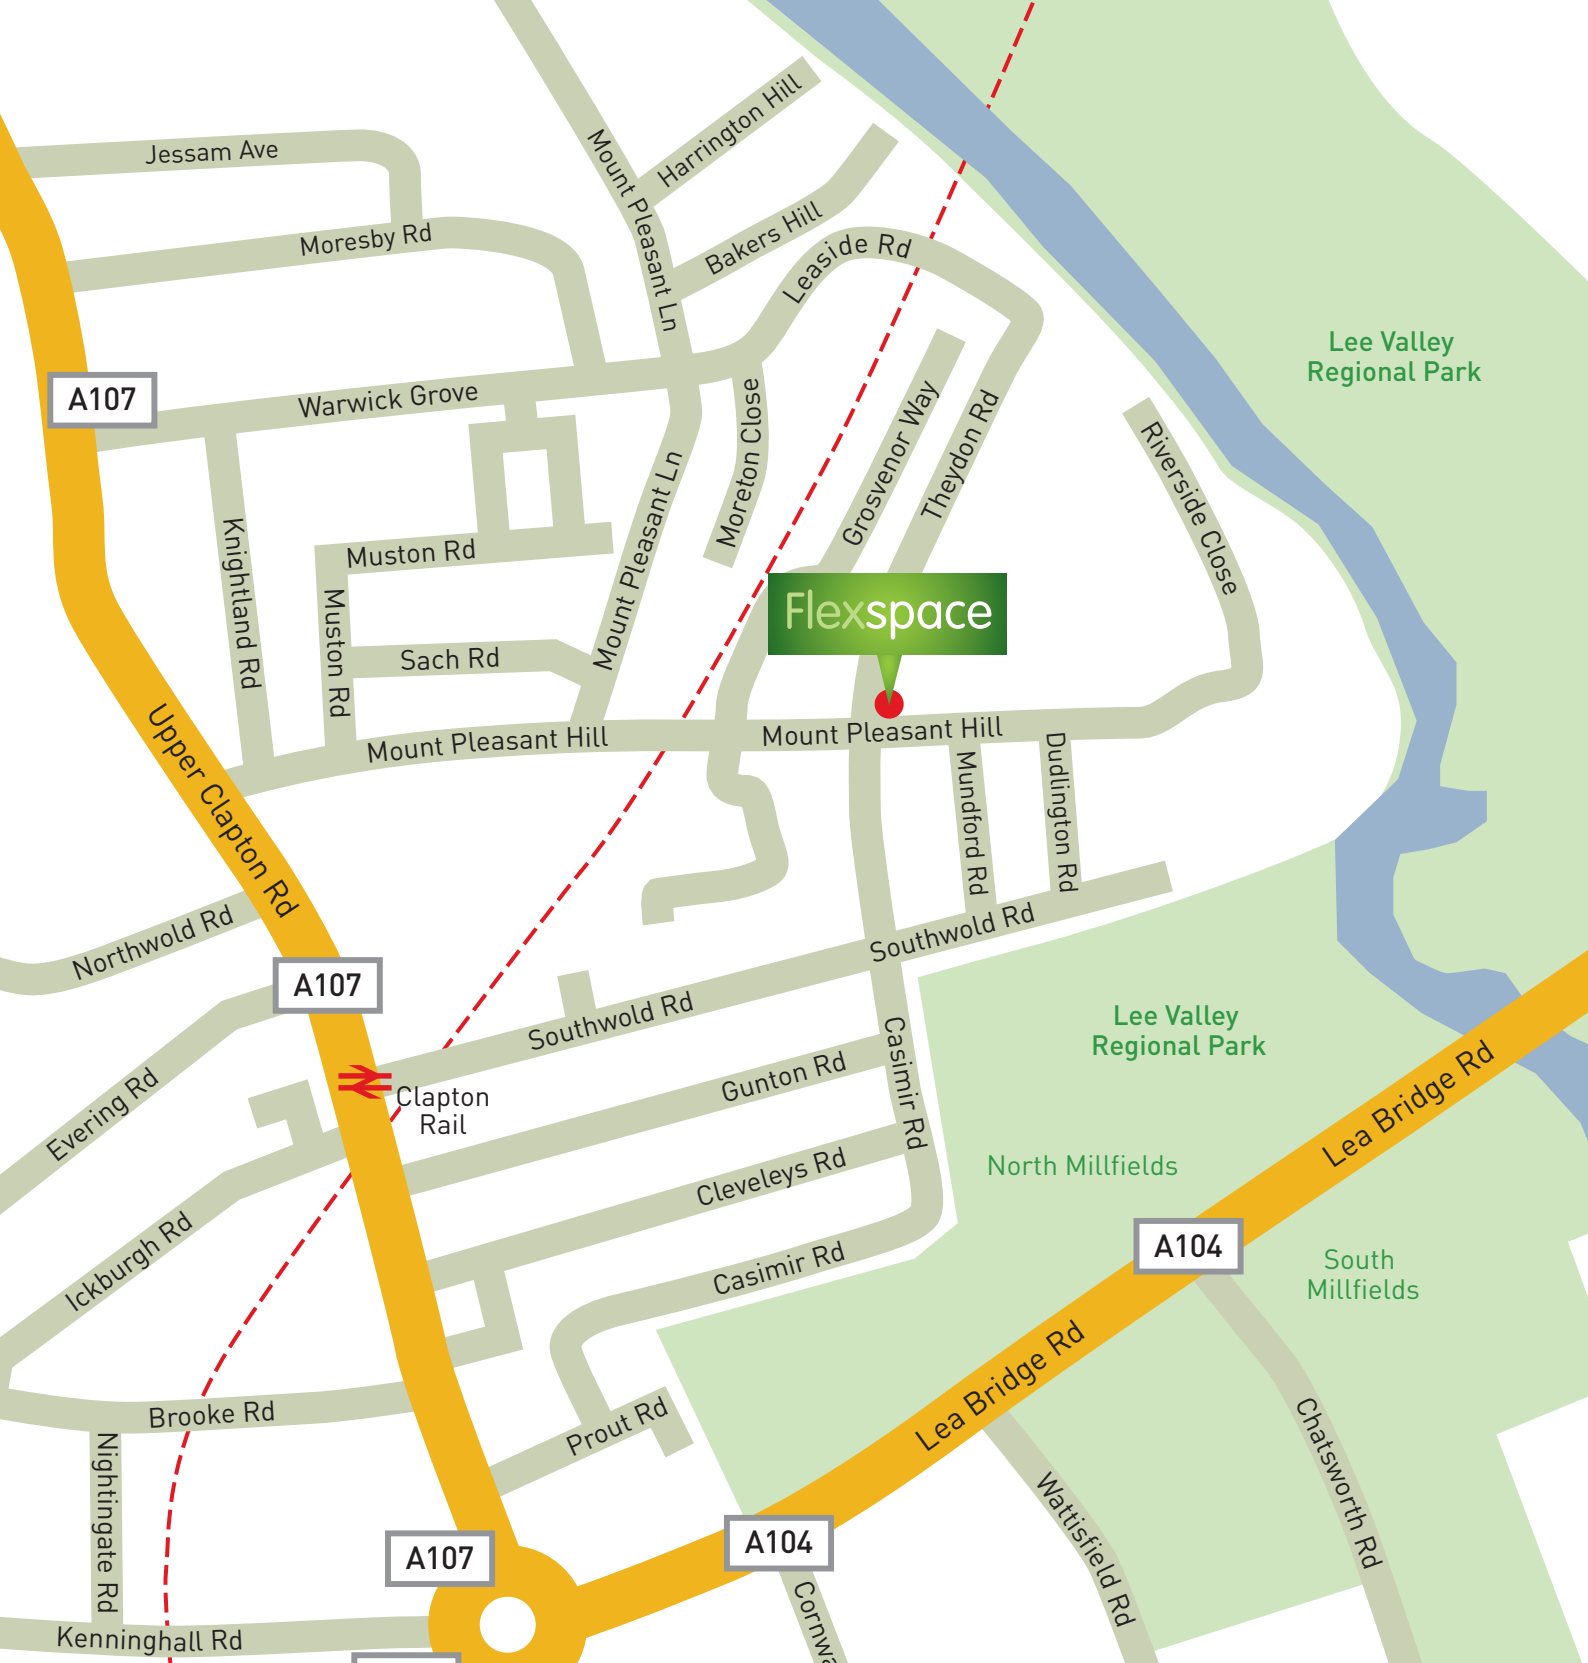 Jessam Ave
Moresby Rd
Mount Pleasant Ln
Harrington Hill
Bakers Hill
Leaside Rd
Lee Valley
Regional Park
A107
Warwick Grove
Moreton Close
Grosvenor Way
Theydon Rd
Riverside Close
Knightland Rd
Muston Rd
Muston Rd
Mount Pleasant Ln
Flexspace
Sach Rd
Upper Clapton Rd
Mount Pleasant Hill
Mount Pleasant Hill
Mundford Rd
Dudlington Rd
Northwold Rd
Southwold Rd
A107
Southwold Rd
Lee Valley
Regional Park
Casimir Rd
Evering Rd
Clapton
Rail
Gunton Rd
Lea Bridge Rd
North Millfields
Cleveleys Rd
Ickburgh Rd
Casimir Rd
A104
South
Millfields
Lea Bridge Rd
Brooke Rd
Prout Rd
Chatsworth Rd
Nightingate Rd
Wattisfield Rd
A107
A104
Cornwa
Kenninghall Rd